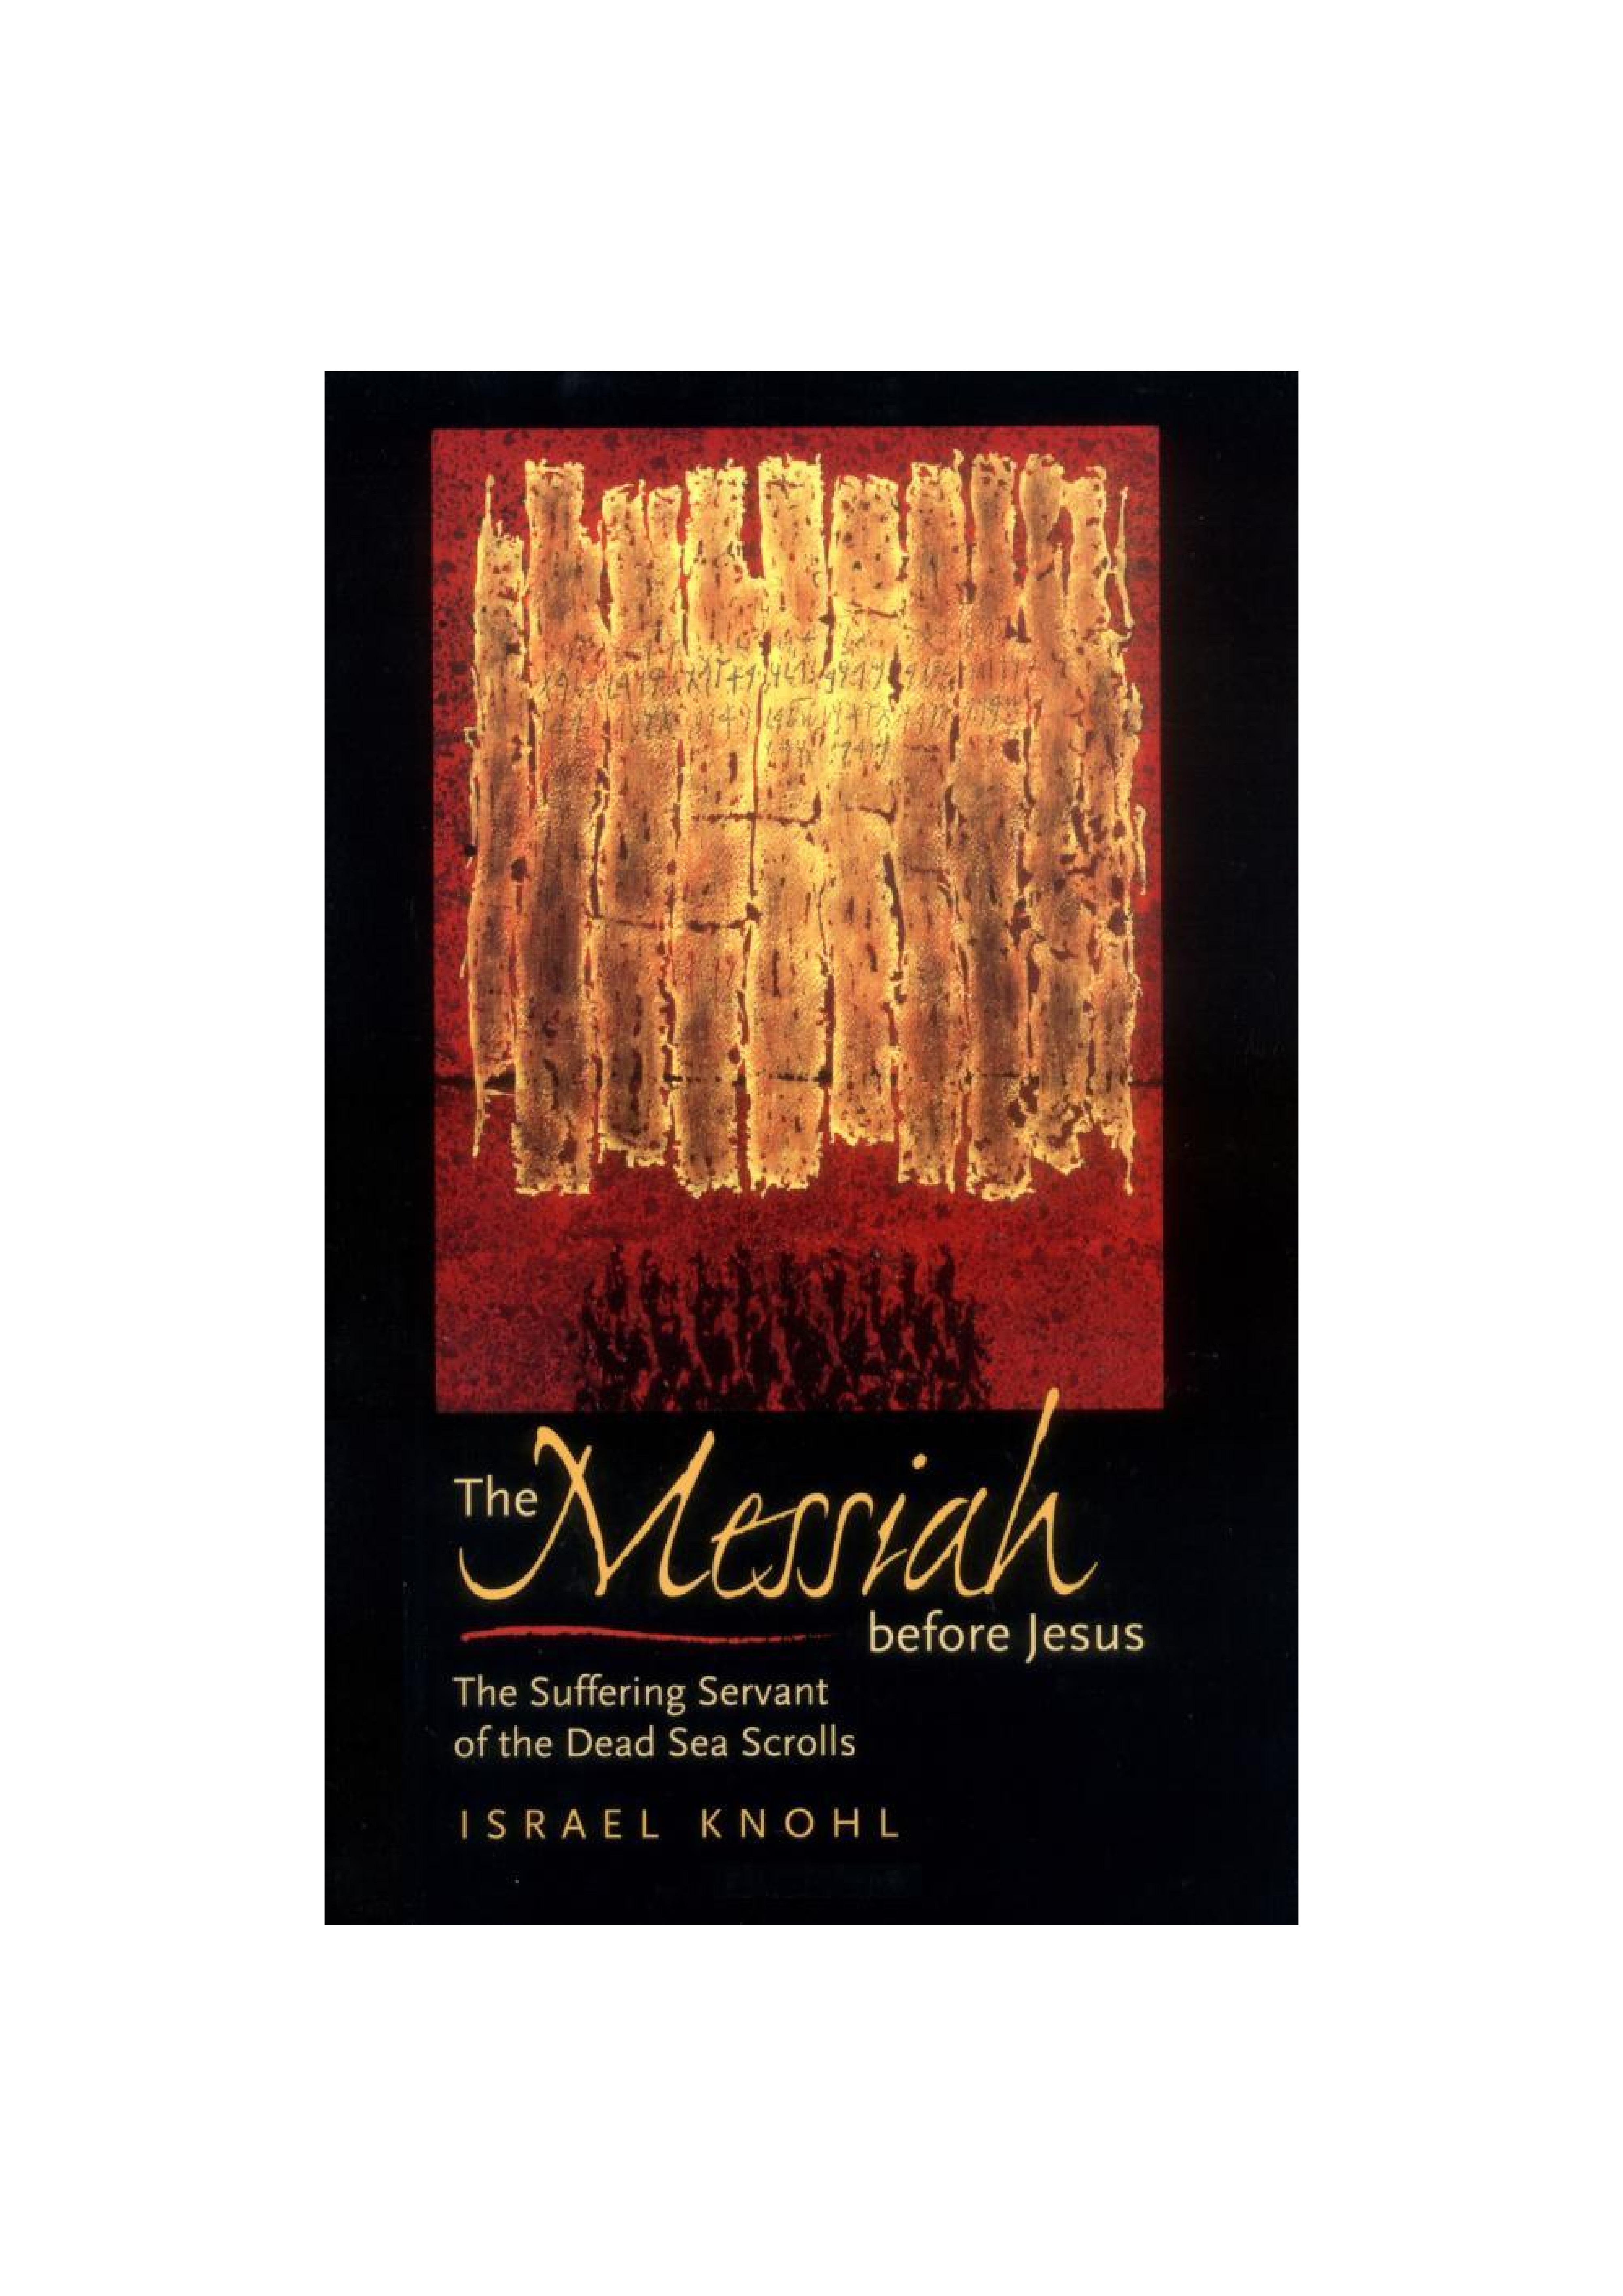 The Messiah
before Jesus
The Suffering Servant
of the Dead Sea Scrolls
ISRAEL KNOHL